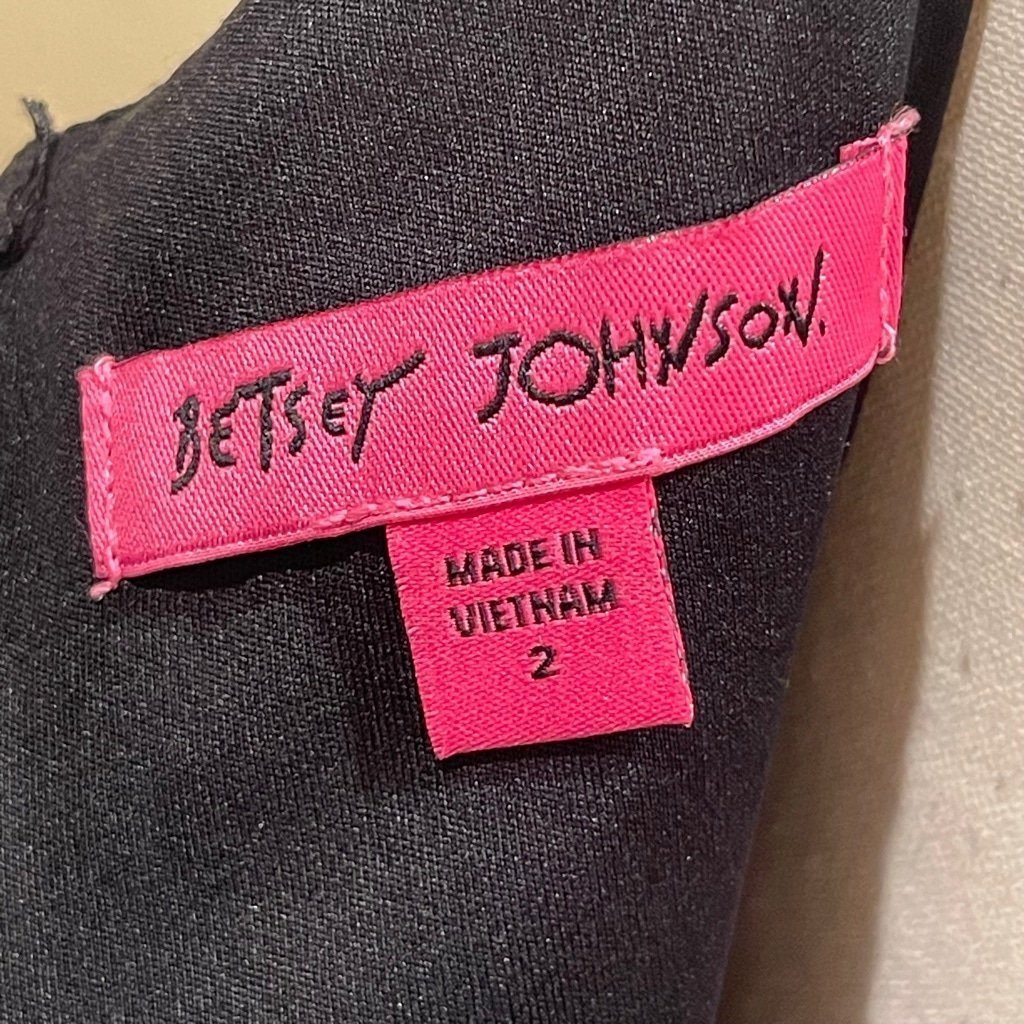 BETSEY JOHNSON.
MADE IN
VIETNAM
2